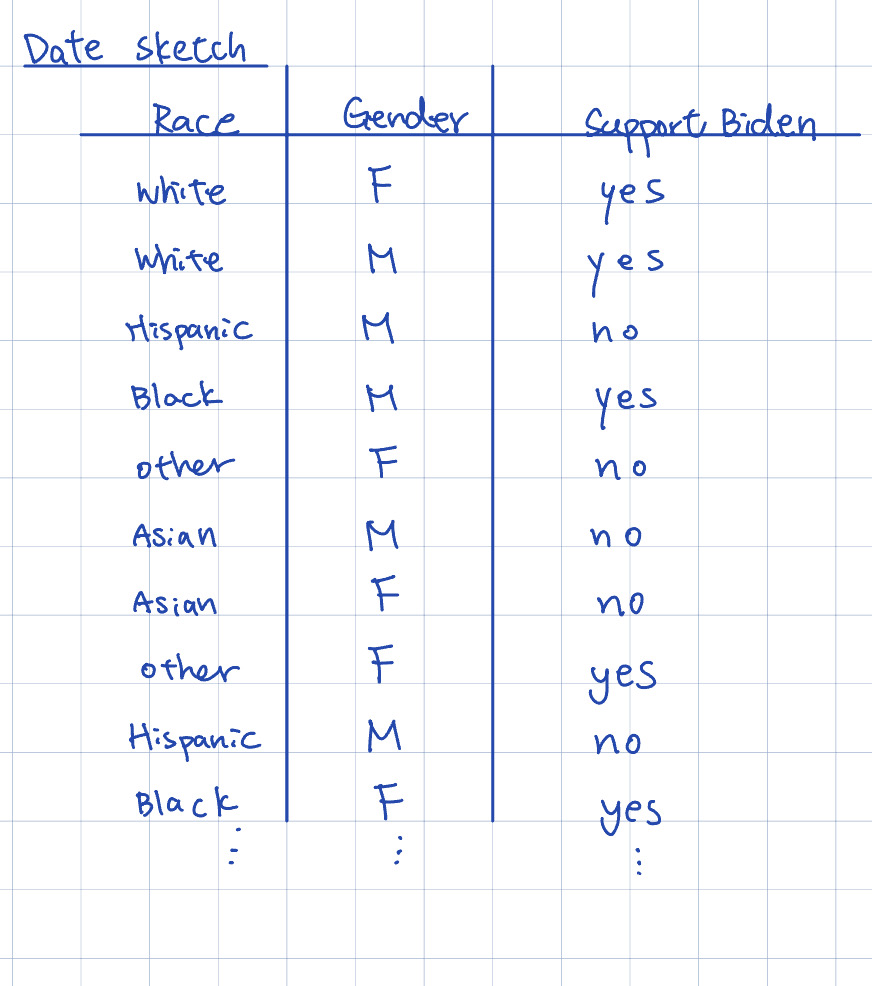 Date sketch
Race Gender Support Biden
White F yes
White M yes
Hispanic M no
Black M yes
other F no
Asian M no
Asian F no
other F yes
Hispanic M no
Black F yes
⋮ ⋮ ⋮